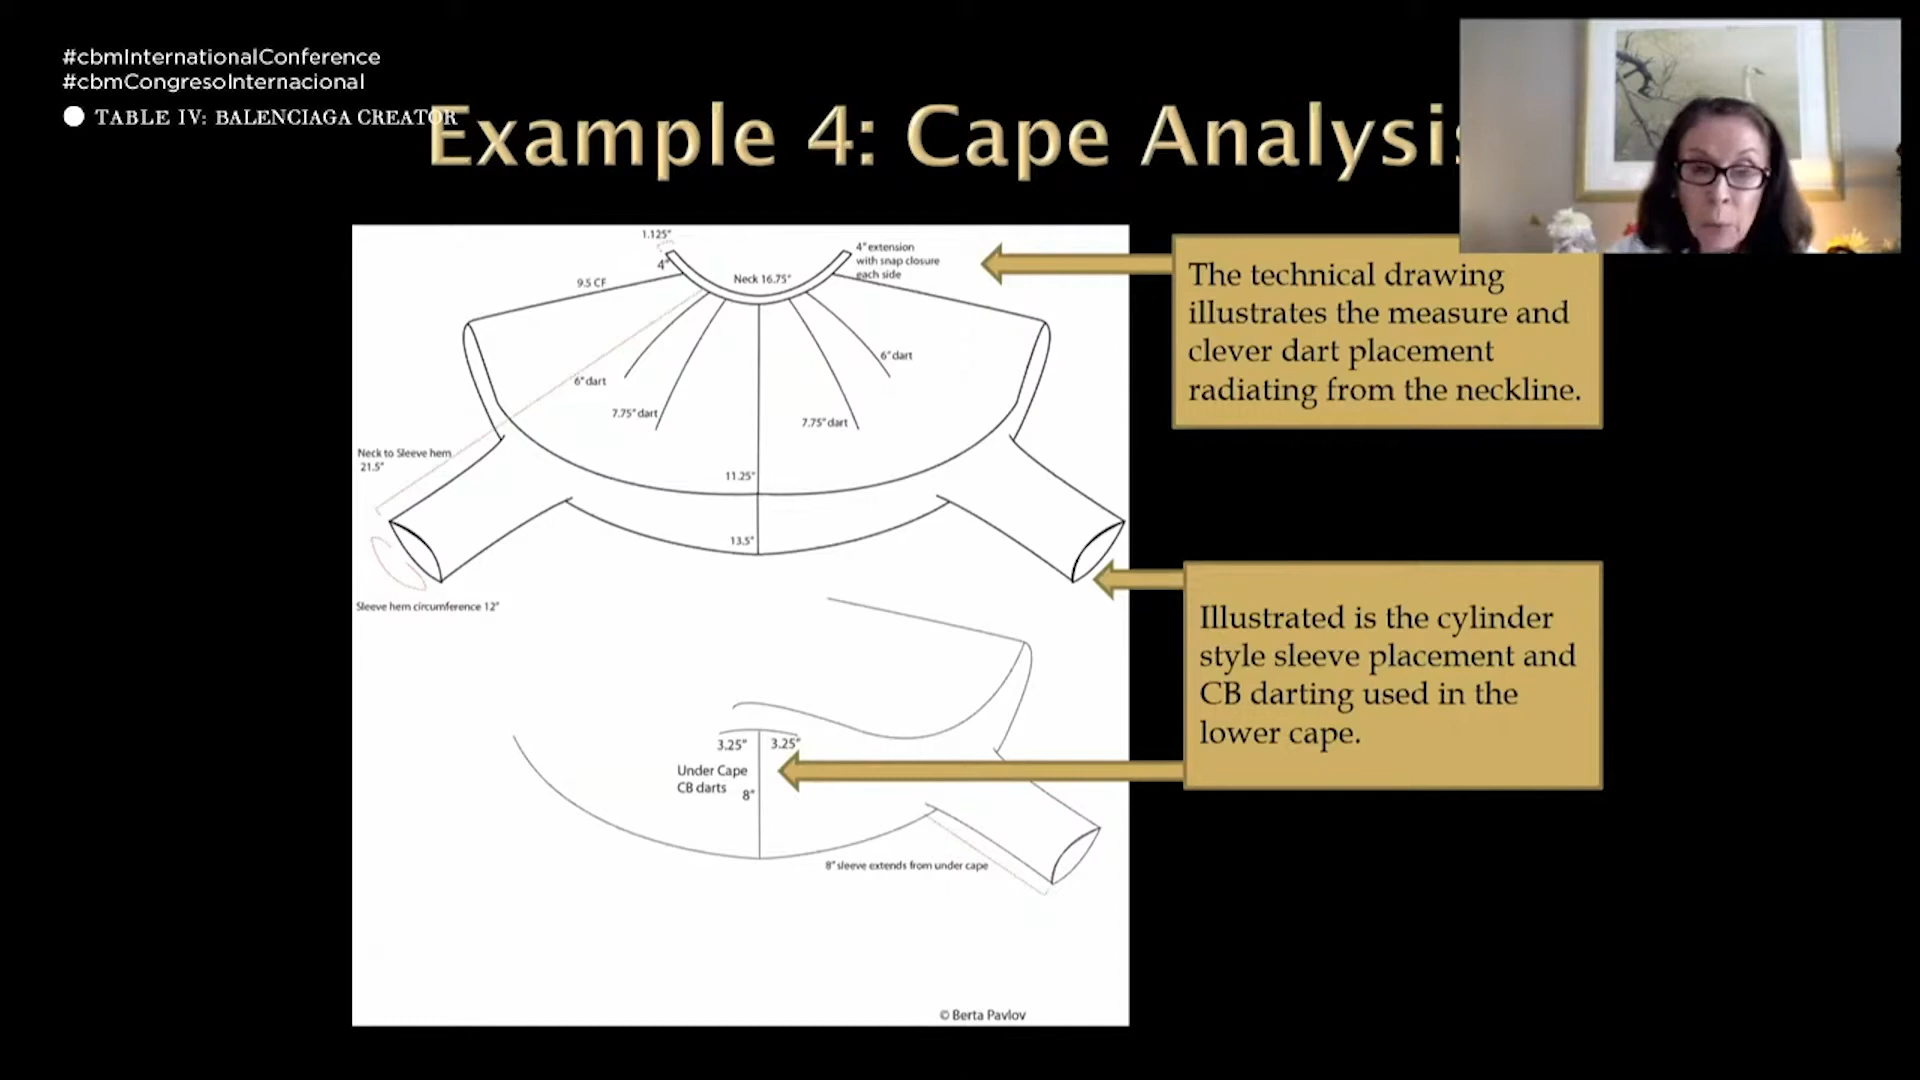 #cbmInternationalConference
#cbmCongresoInternacional
TABLE IV: BALENCIAGA CREATOR
Example 4: Cape Analysis
1.125"
4"
9.5 CF
Neck 16.75"
4" extension
with snap closure
each side
6" dart
6" dart
7.75" dart
7.75" dart
Neck to Sleeve hem
21.5"
11.25"
13.5"
Sleeve hem circumference 12"
3.25"
3.25"
Under Cape
CB darts
8"
8" sleeve extends from under cape
© Berta Pavlov
The technical drawing
illustrates the measure and
clever dart placement
radiating from the neckline.
Illustrated is the cylinder
style sleeve placement and
CB darting used in the
lower cape.